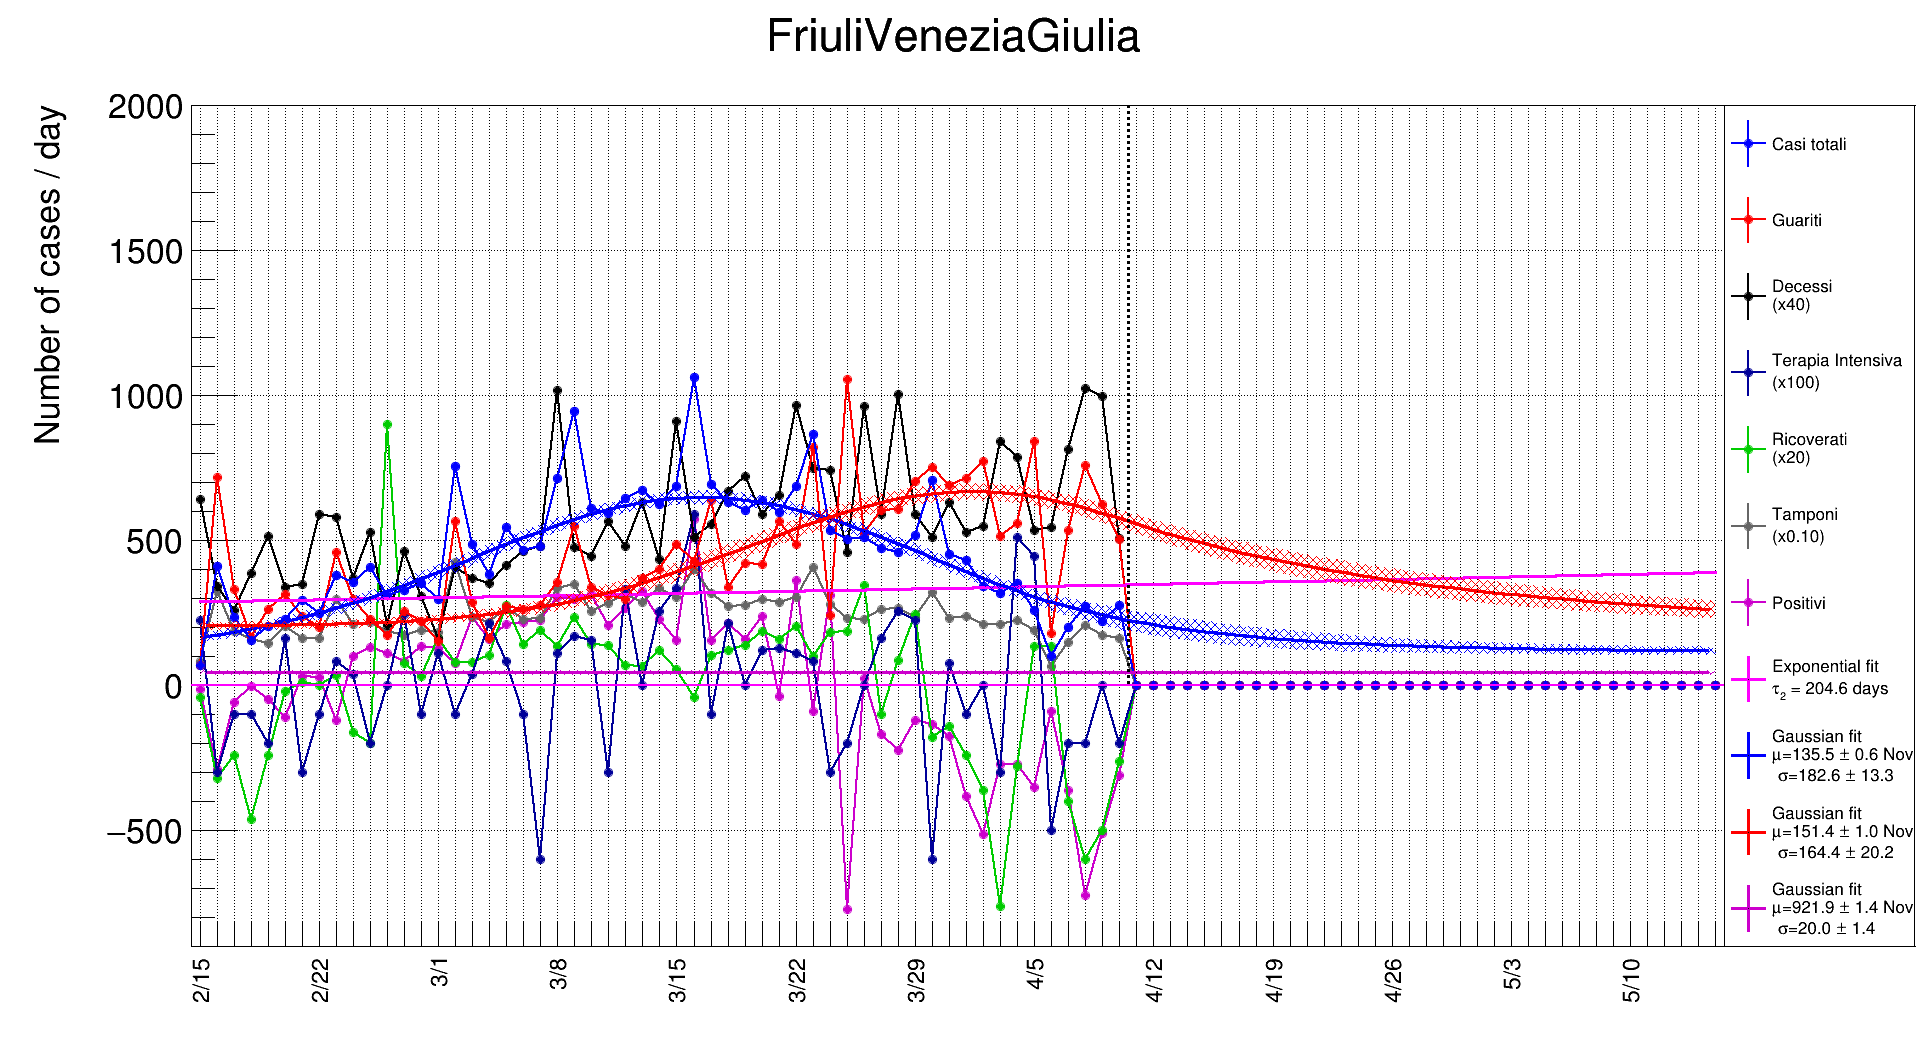 FriuliVeneziaGiulia
Number of cases / day
2000
1500
1000
500
0
−500
2/15
2/22
3/1
3/8
3/15
3/22
3/29
4/5
4/12
4/19
4/26
5/3
5/10
Casi totali
Guariti
Decessi
(x40)
Terapia Intensiva
(x100)
Ricoverati
(x20)
Tamponi
(x0.10)
Positivi
Exponential fit
τ2 = 204.6 days
Gaussian fit
μ=135.5 ± 0.6 Nov
σ=182.6 ± 13.3
Gaussian fit
μ=151.4 ± 1.0 Nov
σ=164.4 ± 20.2
Gaussian fit
μ=921.9 ± 1.4 Nov
σ=20.0 ± 1.4